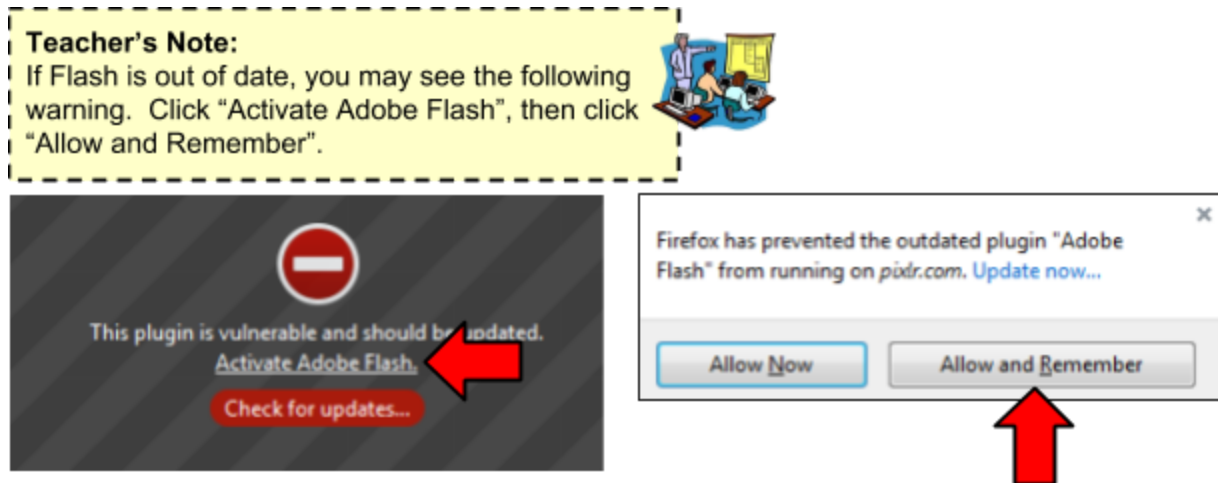 Teacher’s Note:
If Flash is out of date, you may see the following
warning.  Click “Activate Adobe Flash”, then click
“Allow and Remember”.
This plugin is vulnerable and should be updated.
Activate Adobe Flash.
Check for updates...
Firefox has prevented the outdated plugin "Adobe
Flash" from running on pixlr.com. Update now...
Allow Now
Allow and Remember